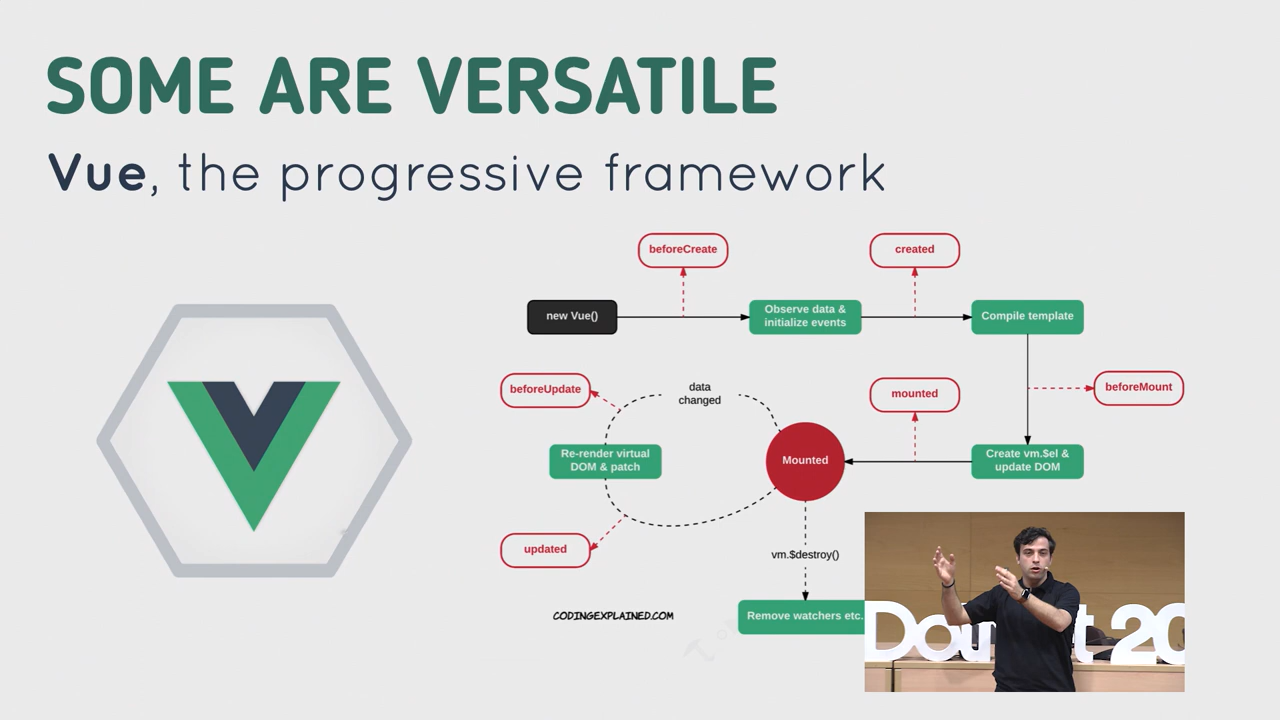 SOME ARE VERSATILE
Vue, the progressive framework
beforeCreate
created
new Vue()
Observe data &
initialize events
Compile template
beforeUpdate
data
changed
mounted
beforeMount
Re-render virtual
DOM & patch
Mounted
Create vm.$el &
update DOM
updated
vm.$destroy()
CODINGEXPLAINED.COM
Remove watchers etc.